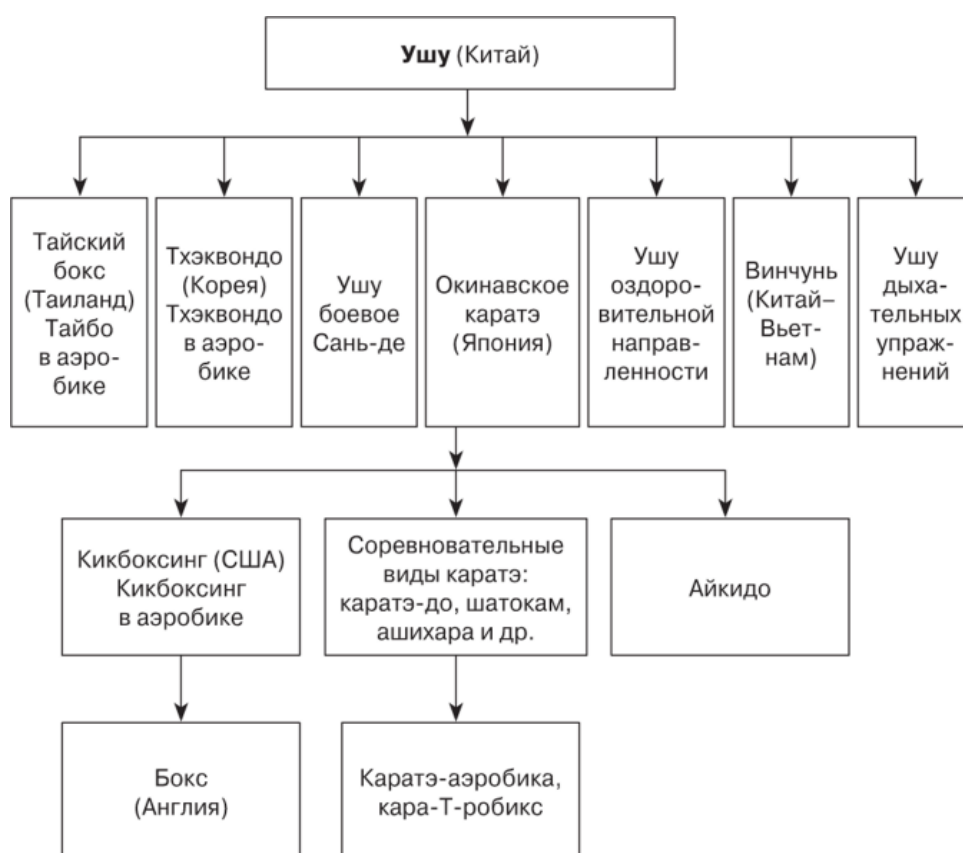 Ушу (Китай)
Тайский
бокс
(Таиланд)
Тайбо
в аэро-
бике
Тхэквондо
(Корея)
Тхэквондо
в аэро-
бике
Ушу
боевое
Сань-де
Окинавское
каратэ
(Япония)
Ушу
оздоро-
вительной
направ-
ленности
Винчунь
(Китай–
Вьет-
нам)
Ушу
дыха-
тельных
упраж-
нений
Кикбоксинг (США)
Кикбоксинг
в аэробике
Соревновательные
виды каратэ:
каратэ-до, шатокам,
ашихара и др.
Айкидо
Бокс
(Англия)
Каратэ-аэробика,
кара-Т-робикс